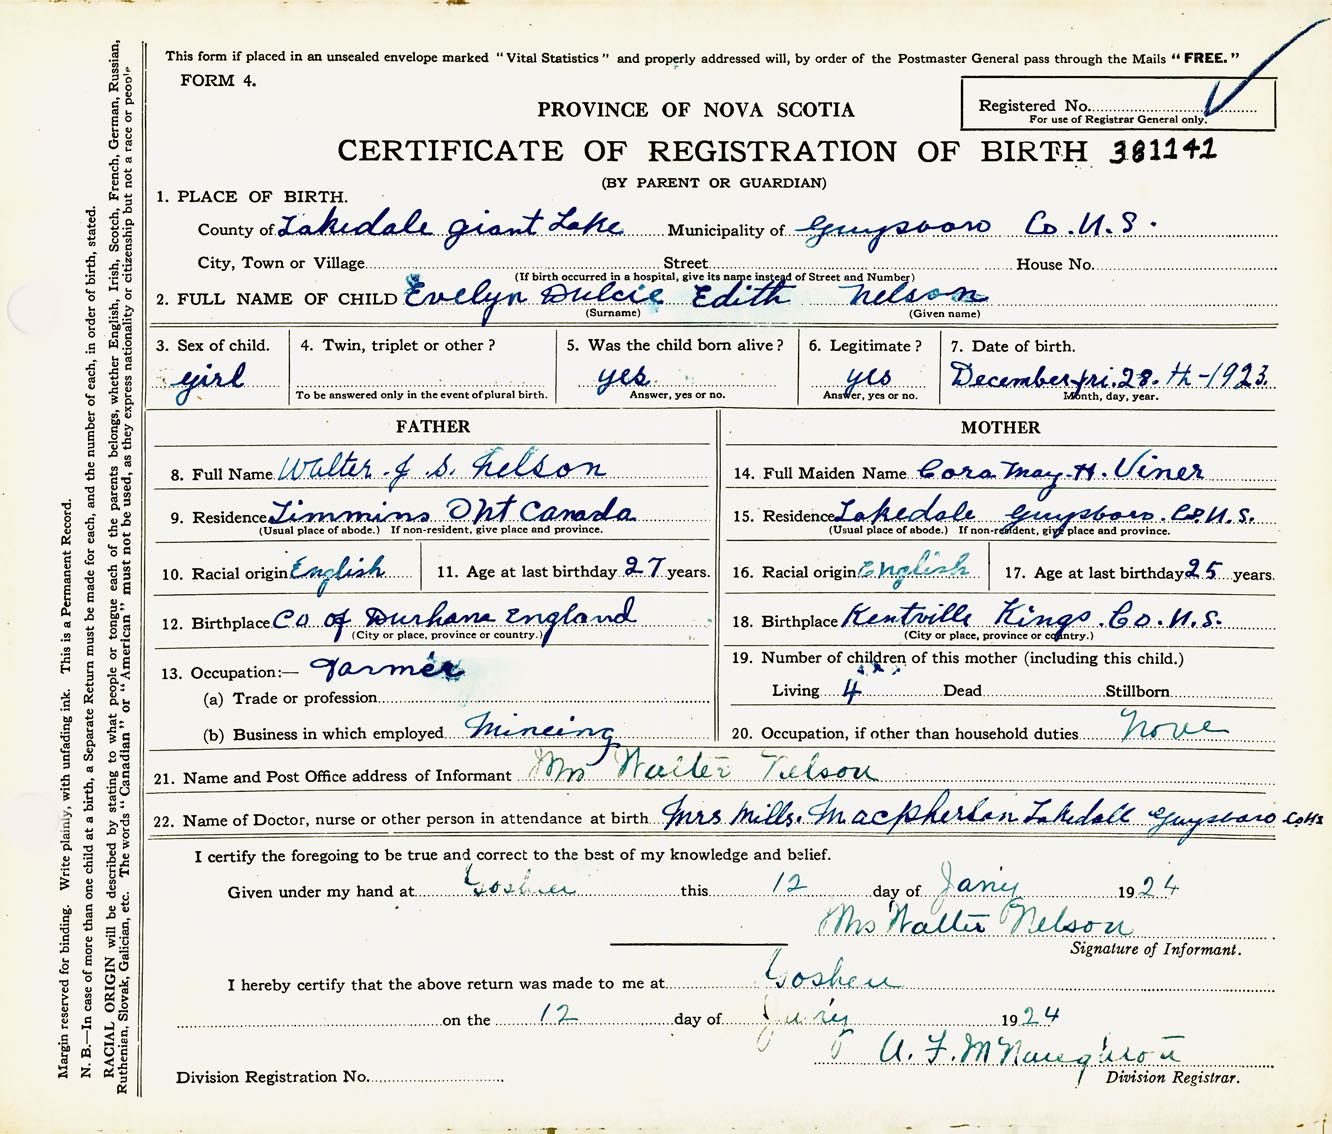 This form if placed in an unsealed envelope marked "Vital Statistics" and properly addressed will, by order of the Postmaster General pass through the Mails "FREE."
FORM 4.
Registered No.
For use of Registrar General only.
PROVINCE OF NOVA SCOTIA
CERTIFICATE OF REGISTRATION OF BIRTH 381141
(BY PARENT OR GUARDIAN)
1. PLACE OF BIRTH.
County of Lakedale giant Lake Municipality of Guysboro Co. N.S.
City, Town or Village Street House No.
(If birth occurred in a hospital, give its name instead of Street and Number)
2. FULL NAME OF CHILD Evelyn Dulcie Edith Nelson
(Surname) (Given name)
3. Sex of child. 4. Twin, triplet or other? 5. Was the child born alive? 6. Legitimate? 7. Date of birth.
girl yes yes December fri. 28. th - 1923.
To be answered only in the event of plural birth. Answer, yes or no. Answer, yes or no. Month, day, year.
FATHER
8. Full Name Walter. J. S. Nelson
9. Residence Timmins Ont Canada
(Usual place of abode.) If non-resident, give place and province.
10. Racial origin English 11. Age at last birthday 27 years.
12. Birthplace Co of Durham England
(City or place, province or country.)
13. Occupation:— Farmer
(a) Trade or profession
(b) Business in which employed Mineing
MOTHER
14. Full Maiden Name Cora May. H. Viner
15. Residence Lakedale Guysboro. Co. N.S.
(Usual place of abode.) If non-resident, give place and province.
16. Racial origin English 17. Age at last birthday 25 years.
18. Birthplace Kentville Kings. Co. N.S.
(City or place, province or country.)
19. Number of children of this mother (including this child.)
Living 4 Dead Stillborn
20. Occupation, if other than household duties None
21. Name and Post Office address of Informant Mrs Walter Nelson
22. Name of Doctor, nurse or other person in attendance at birth Mrs Mills. Macpherson Lakedall Guysboro Co NS
I certify the foregoing to be true and correct to the best of my knowledge and belief.
Given under my hand at Goshen this 12 day of Jany 1924
Mrs Walter Nelson
Signature of Informant.
I hereby certify that the above return was made to me at Goshen
on the 12 day of Jany 1924
A. F. McNaughton
Division Registration No. Division Registrar.
Margin reserved for binding. Write plainly, with unfading ink. This is a Permanent Record.
N. B.—In case of more than one child at a birth, a Separate Return must be made for each, and the number of each, in order of birth, stated.
RACIAL ORIGIN will be described by stating to what people or tongue each of the parents belongs, whether English, Irish, Scotch, French, German, Russian,
Ruthenian, Slovak, Galician, etc. The words "Canadian" or "American" must not be used, as they express nationality or citizenship but not a race or people